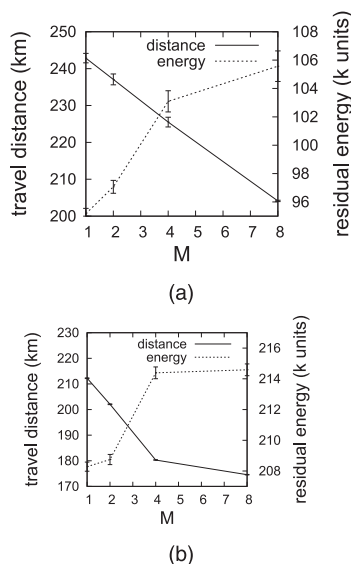 250
240
230
220
210
200
travel distance (km)
distance
energy
108
106
104
102
100
98
96
residual energy (k units)
1 2 3 4 5 6 7 8
M
(a)
230
220
210
200
190
180
170
travel distance (km)
distance
energy
216
214
212
210
209
208
residual energy (k units)
1 2 3 4 5 6 7 8
M
(b)